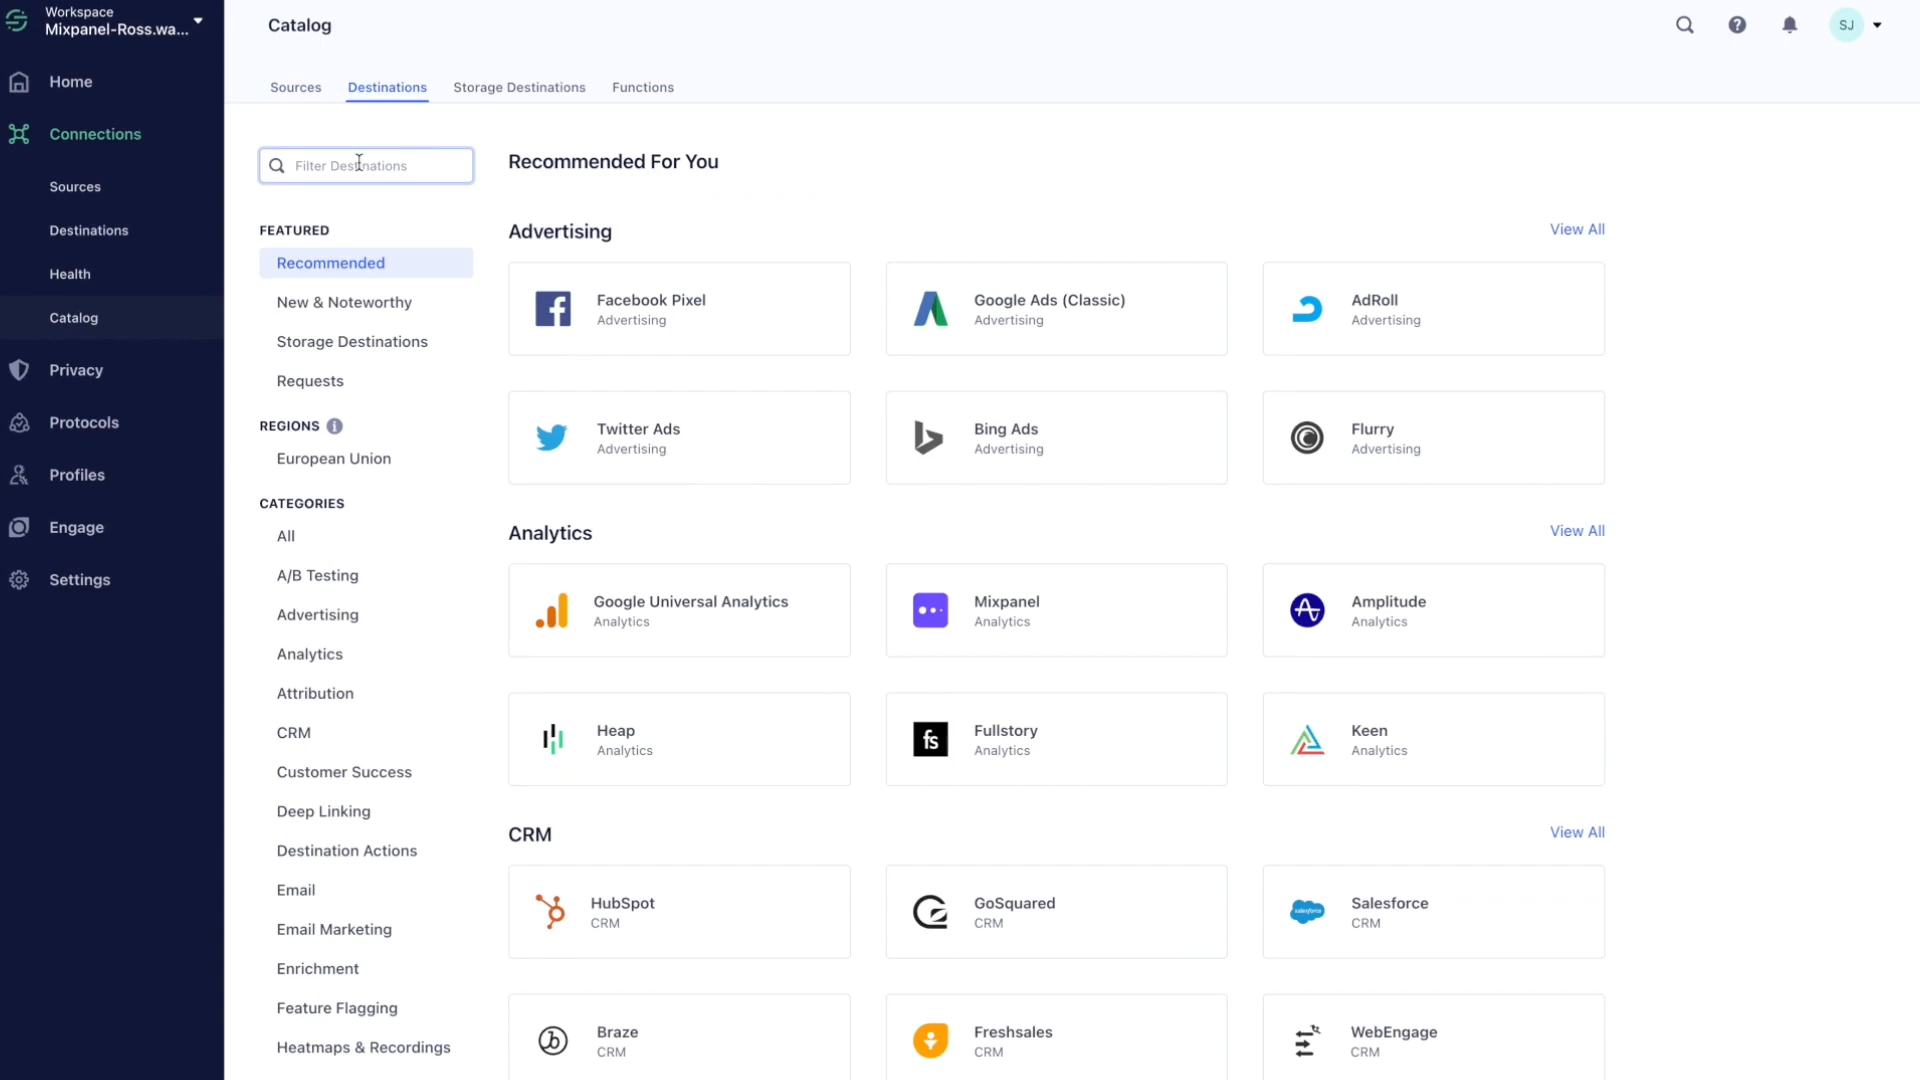 Workspace
Mixpanel-Ross.wa...
Home
Connections
Sources
Destinations
Health
Catalog
Privacy
Protocols
Profiles
Engage
Settings
Catalog
SJ
Sources
Destinations
Storage Destinations
Functions
Filter Destinations
FEATURED
Recommended
New & Noteworthy
Storage Destinations
Requests
REGIONS
European Union
CATEGORIES
All
A/B Testing
Advertising
Analytics
Attribution
CRM
Customer Success
Deep Linking
Destination Actions
Email
Email Marketing
Enrichment
Feature Flagging
Heatmaps & Recordings
Recommended For You
Advertising
View All
Facebook Pixel
Advertising
Google Ads (Classic)
Advertising
AdRoll
Advertising
Twitter Ads
Advertising
Bing Ads
Advertising
Flurry
Advertising
Analytics
View All
Google Universal Analytics
Analytics
Mixpanel
Analytics
Amplitude
Analytics
Heap
Analytics
fs
Fullstory
Analytics
Keen
Analytics
CRM
View All
HubSpot
CRM
GoSquared
CRM
salesforce
Salesforce
CRM
Braze
CRM
Freshsales
CRM
WebEngage
CRM